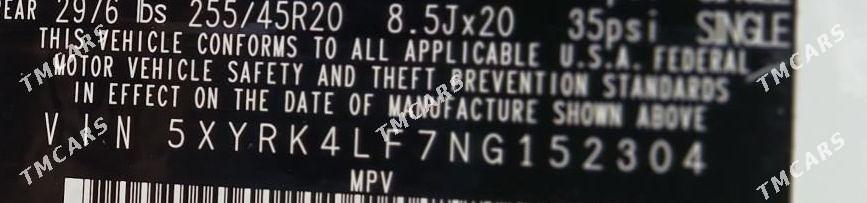 EAR 2976 lbs 255/45R20 8.5Jx20 35psi SINGLE
THIS VEHICLE CONFORMS TO ALL APPLICABLE U.S.A. FEDERAL
MOTOR VEHICLE SAFETY AND THEFT PREVENTION STANDARDS
IN EFFECT ON THE DATE OF MANUFACTURE SHOWN ABOVE
VIN 5XYRK4LF7NG152304
MPV
TMCARS
TMCARS
TMCARS
TMCARS
TMCARS
TMCARS